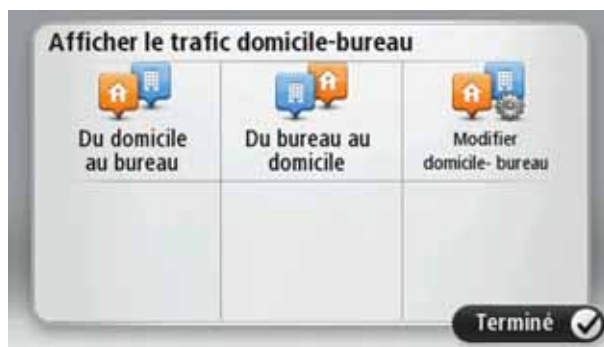 Afficher le trafic domicile-bureau
Du domicile
au bureau
Du bureau au
domicile
Modifier
domicile- bureau
Terminé